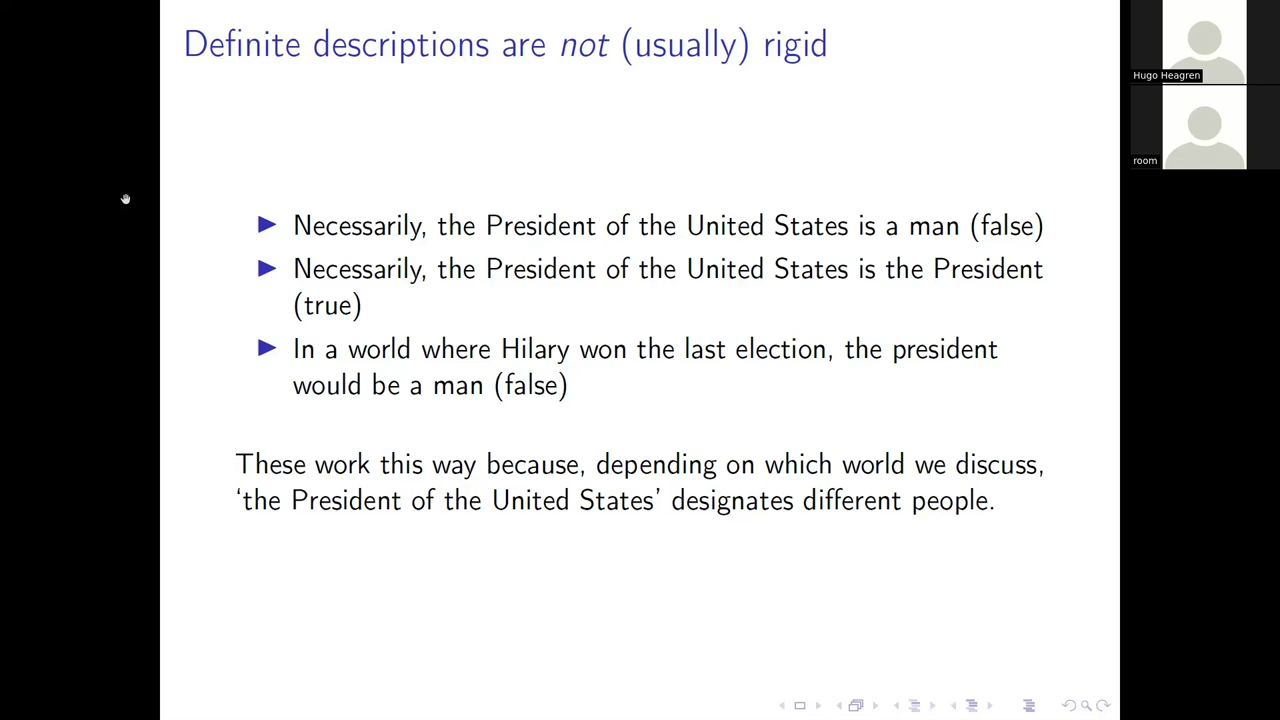 Definite descriptions are not (usually) rigid
Hugo Heagren
room
▶ Necessarily, the President of the United States is a man (false)
▶ Necessarily, the President of the United States is the President
(true)
▶ In a world where Hilary won the last election, the president
would be a man (false)
These work this way because, depending on which world we discuss,
‘the President of the United States’ designates different people.